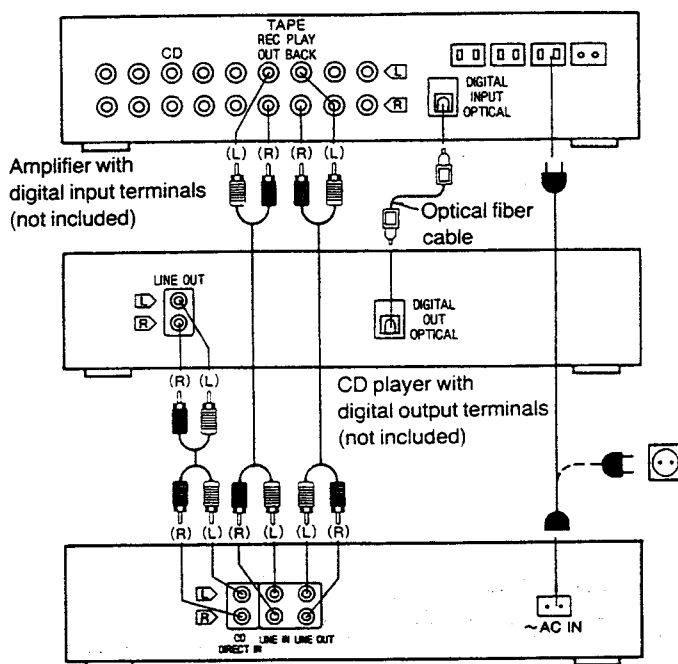 TAPE
REC PLAY
CD
OUT BACK
L
R
DIGITAL
INPUT
OPTICAL
(L) (R) (R) (L)
Amplifier with
digital input terminals
(not included)
Optical fiber
cable
LINE OUT
L
R
DIGITAL
OUT
OPTICAL
(R) (L)
CD player with
digital output terminals
(not included)
(R) (L) (R) (L) (L) (R)
L
R
CD
DIRECT IN
LINE IN LINE OUT
~AC IN